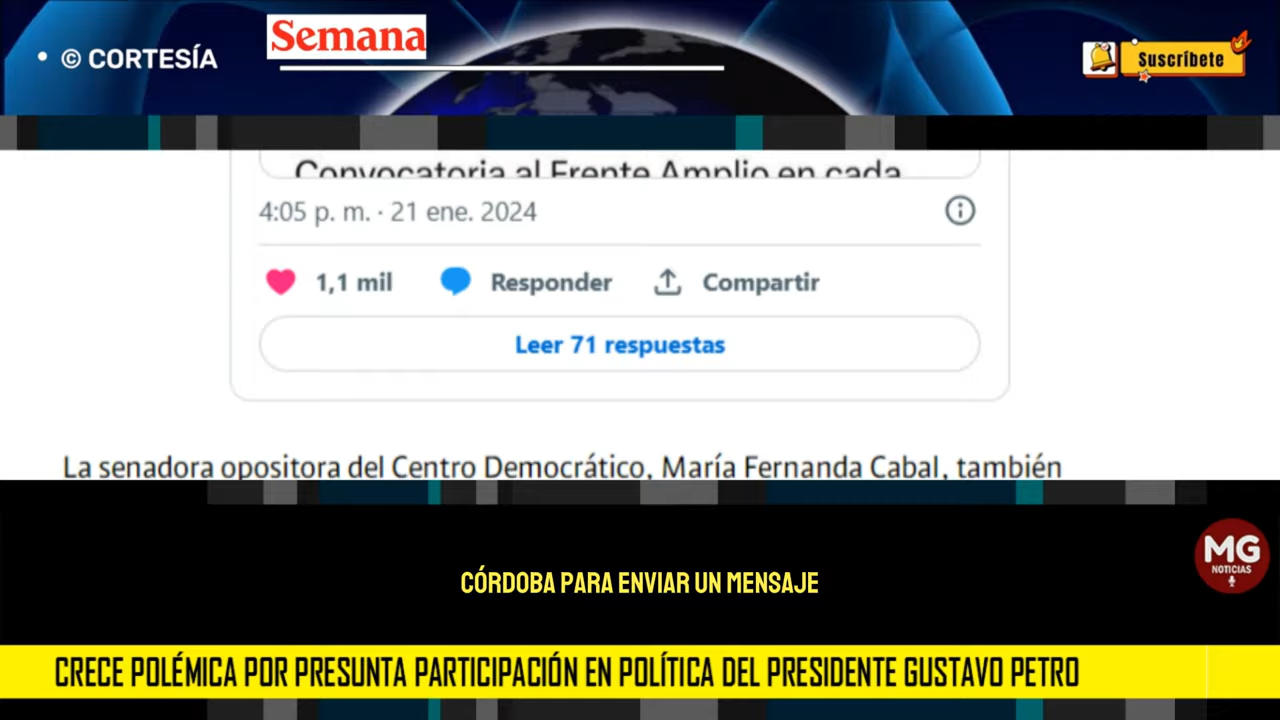 • © CORTESÍA
Semana
Suscríbete
Convocatoria al Frente Amplio en cada
4:05 p. m. · 21 ene. 2024
1,1 mil
Responder
Compartir
Leer 71 respuestas
La senadora opositora del Centro Democrático, María Fernanda Cabal, también
CÓRDOBA PARA ENVIAR UN MENSAJE
MG
NOTICIAS
CRECE POLÉMICA POR PRESUNTA PARTICIPACIÓN EN POLÍTICA DEL PRESIDENTE GUSTAVO PETRO